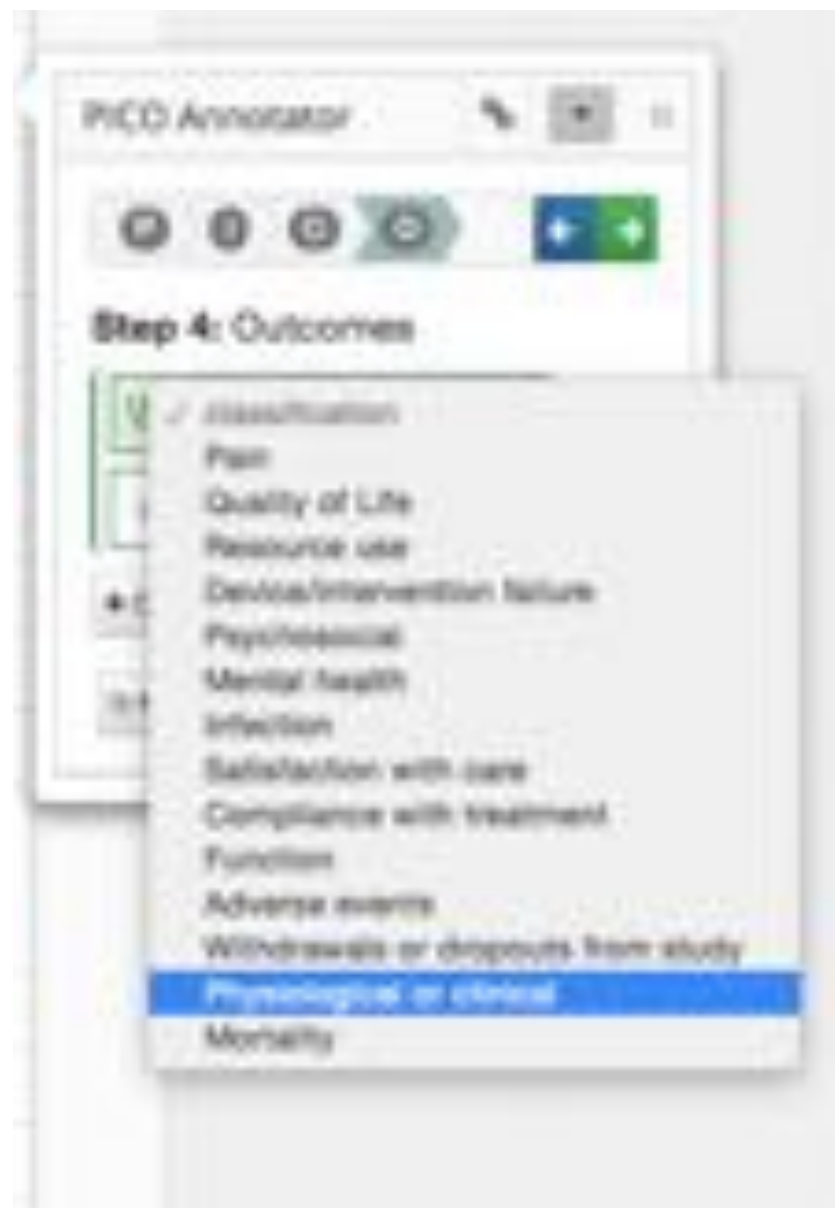 PICO Annotator
P I C O
Step 4: Outcomes
✓ classification
Pain
Quality of Life
Resource use
Device/intervention failure
Psychosocial
Mental health
Infection
Satisfaction with care
Compliance with treatment
Function
Adverse events
Withdrawals or dropouts from study
Physiological or clinical
Mortality